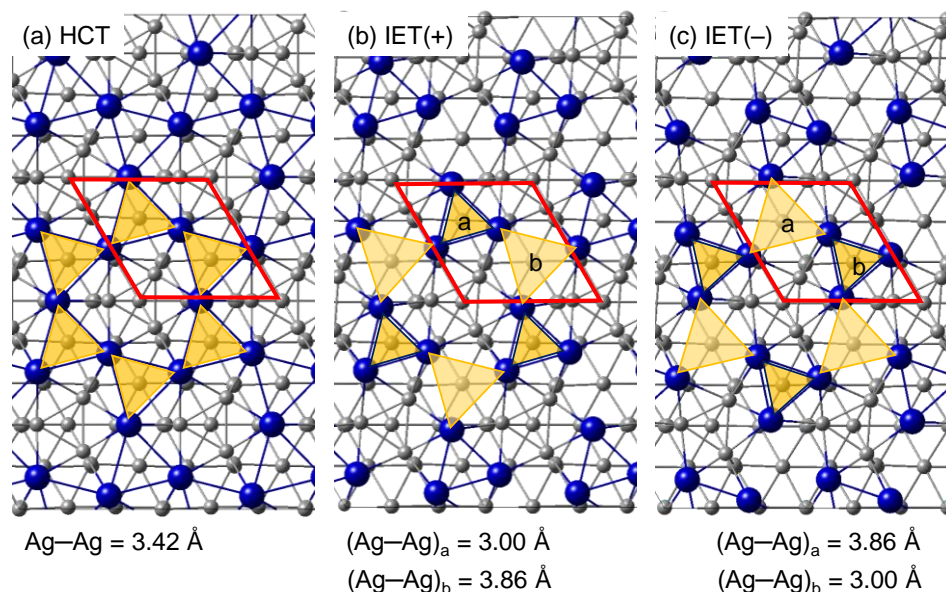 (a) HCT
(b) IET(+)
(c) IET(–)
a
b
a
b
Ag—Ag = 3.42 Å
(Ag—Ag)a = 3.00 Å
(Ag—Ag)b = 3.86 Å
(Ag—Ag)a = 3.86 Å
(Ag—Ag)b = 3.00 Å